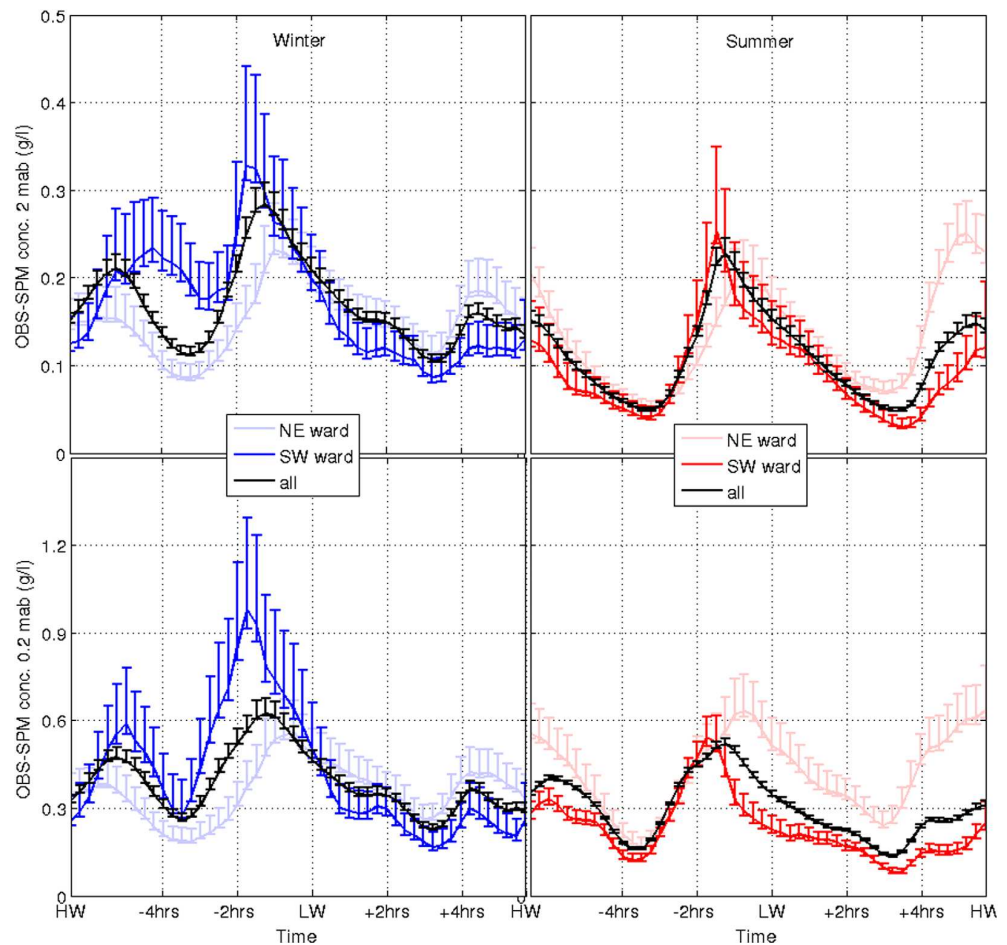 Winter
Summer
OBS-SPM conc. 2 mab (g/l)
0.5
0.4
0.3
0.2
0.1
0
NE ward
SW ward
all
NE ward
SW ward
all
OBS-SPM conc. 0.2 mab (g/l)
1.2
0.9
0.6
0.3
0
HW -4hrs -2hrs LW +2hrs +4hrs HW -4hrs -2hrs LW +2hrs +4hrs HW
Time Time